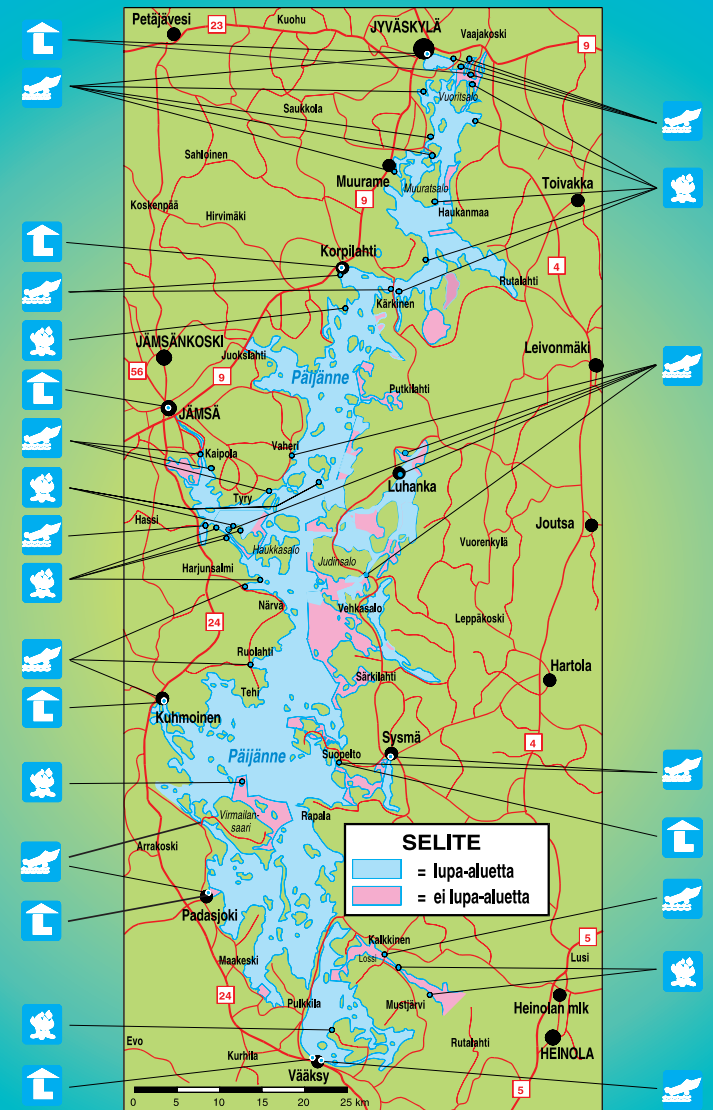 Petäjävesi
23
Kuohu
JYVÄSKYLÄ
Vaajakoski
9
Vuoritsalo
Saukkola
Sahloinen
Muurame
Muuratsalo
Toivakka
Koskenpää
Hirvimäki
9
Haukanmaa
Korpilahti
4
Rutalahti
Kärkinen
JÄMSÄNKOSKI
Juokslahti
Leivonmäki
56
9
Päijänne
Putkilahti
JÄMSÄ
Kaipola
Vaheri
Luhanka
Tyry
Hassi
Joutsa
Haukkasalo
Judinsalo
Vuorenkylä
Harjunsalmi
Närvä
Vehkasalo
Leppäkoski
24
Ruolahti
Särkilahti
Hartola
Tehi
Kuhmoinen
Sysmä
4
Päijänne
Suopelto
Virmailan-
saari
Rapala
Arrakoski
SELITE
= lupa-aluetta
= ei lupa-aluetta
Padasjoki
Kalkkinen
5
Lossi
Lusi
Maakeski
24
Pulkkila
Mustjärvi
Heinolan mlk
Evo
Kurhila
Rutalahti
HEINOLA
Vääksy
5
0 5 10 15 20 25 km